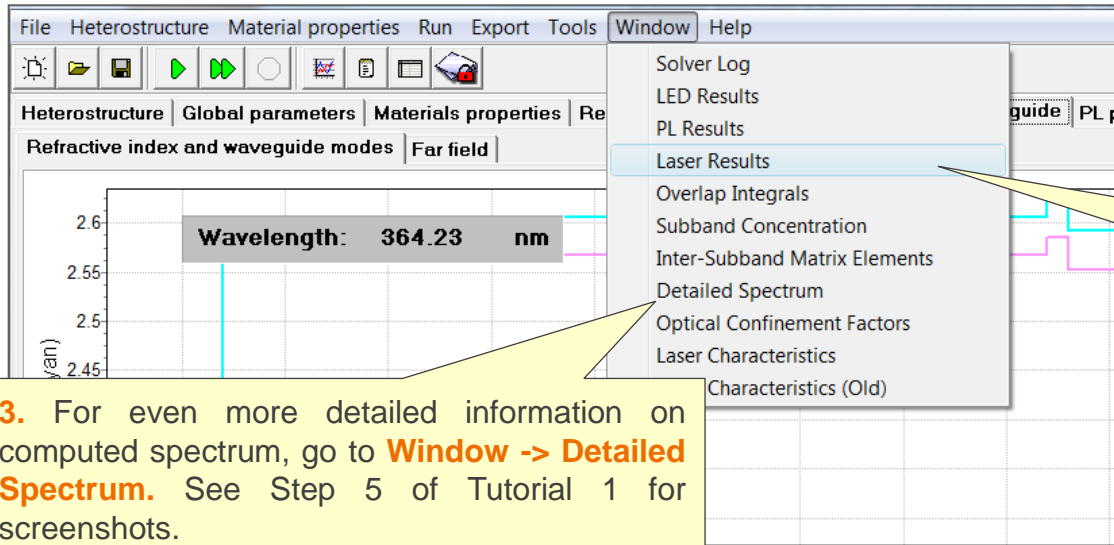 File Heterostructure Material properties Run Export Tools Window Help
Solver Log
LED Results
PL Results
Laser Results
Overlap Integrals
Subband Concentration
Inter-Subband Matrix Elements
Detailed Spectrum
Optical Confinement Factors
Laser Characteristics
Characteristics (Old)
Heterostructure Global parameters Materials properties Re guide PL p
Refractive index and waveguide modes Far field
2.6
Wavelength: 364.23 nm
2.55
2.5
2.45
yan)
3. For even more detailed information on
computed spectrum, go to Window -> Detailed
Spectrum. See Step 5 of Tutorial 1 for
screenshots.